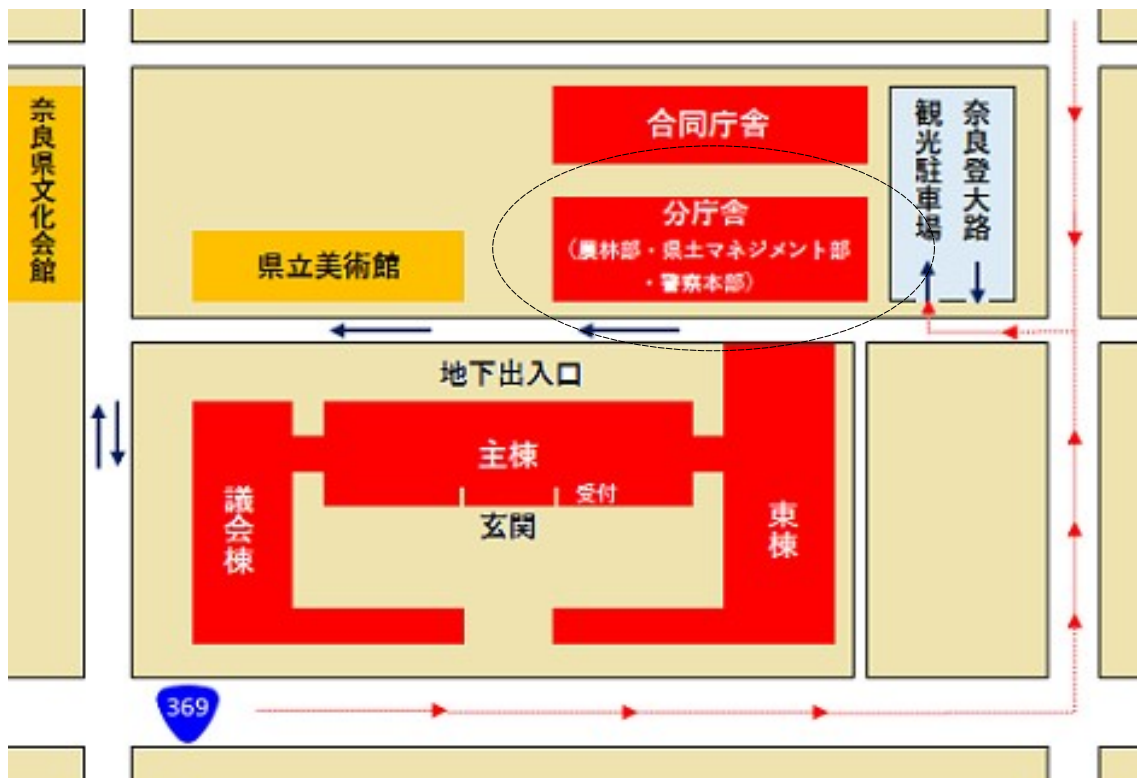 奈良県文化会館
合同庁舎
奈良登大路
観光駐車場
分庁舎
（農林部・県土マネジメント部
・警察本部）
県立美術館
地下出入口
主棟
受付
玄関
議会棟
東棟
369